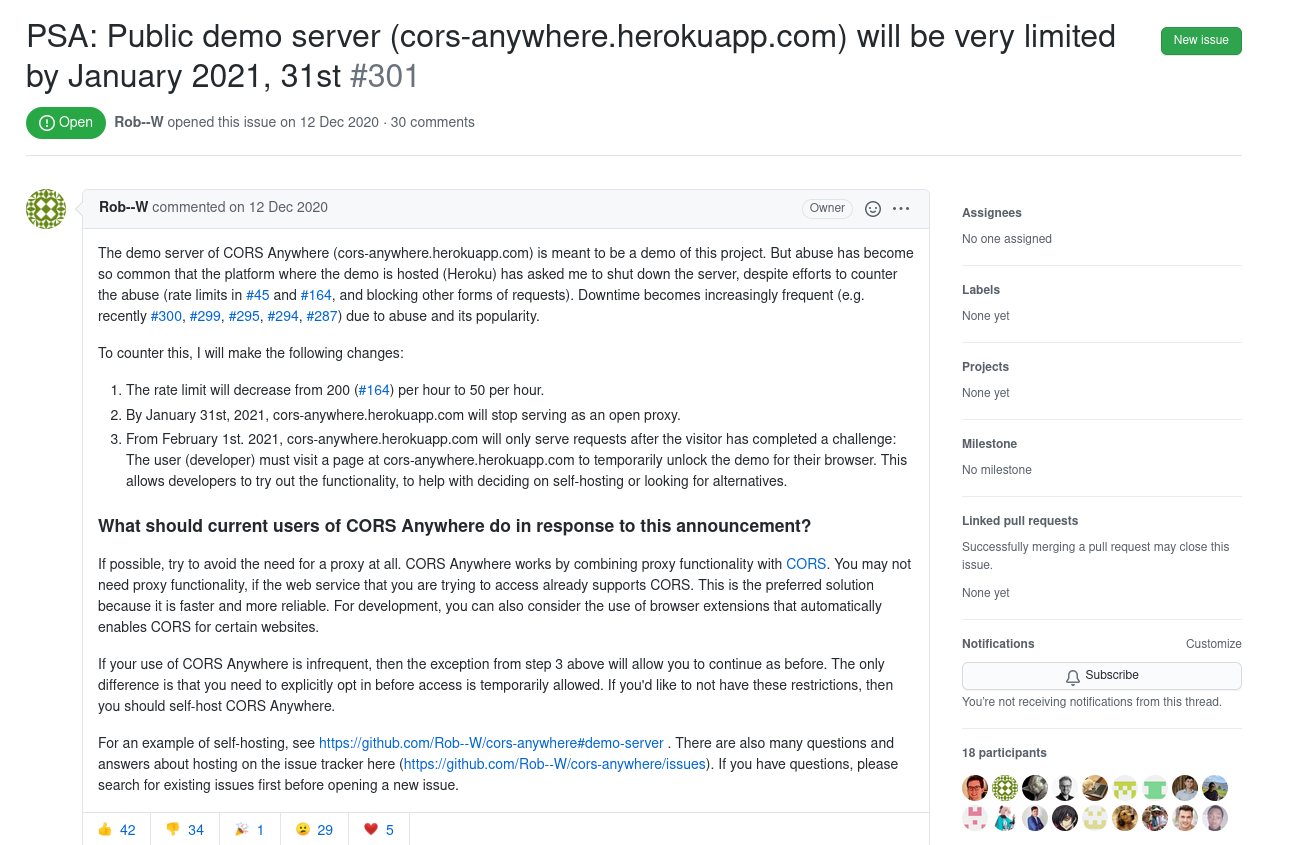 PSA: Public demo server (cors-anywhere.herokuapp.com) will be very limited
by January 2021, 31st #301
New issue
Open
Rob--W opened this issue on 12 Dec 2020 · 30 comments
Rob--W commented on 12 Dec 2020
Owner
The demo server of CORS Anywhere (cors-anywhere.herokuapp.com) is meant to be a demo of this project. But abuse has become
so common that the platform where the demo is hosted (Heroku) has asked me to shut down the server, despite efforts to counter
the abuse (rate limits in #45 and #164, and blocking other forms of requests). Downtime becomes increasingly frequent (e.g.
recently #300, #299, #295, #294, #287) due to abuse and its popularity.
To counter this, I will make the following changes:
1. The rate limit will decrease from 200 (#164) per hour to 50 per hour.
2. By January 31st, 2021, cors-anywhere.herokuapp.com will stop serving as an open proxy.
3. From February 1st. 2021, cors-anywhere.herokuapp.com will only serve requests after the visitor has completed a challenge:
The user (developer) must visit a page at cors-anywhere.herokuapp.com to temporarily unlock the demo for their browser. This
allows developers to try out the functionality, to help with deciding on self-hosting or looking for alternatives.
What should current users of CORS Anywhere do in response to this announcement?
If possible, try to avoid the need for a proxy at all. CORS Anywhere works by combining proxy functionality with CORS. You may not
need proxy functionality, if the web service that you are trying to access already supports CORS. This is the preferred solution
because it is faster and more reliable. For development, you can also consider the use of browser extensions that automatically
enables CORS for certain websites.
If your use of CORS Anywhere is infrequent, then the exception from step 3 above will allow you to continue as before. The only
difference is that you need to explicitly opt in before access is temporarily allowed. If you'd like to not have these restrictions, then
you should self-host CORS Anywhere.
For an example of self-hosting, see https://github.com/Rob--W/cors-anywhere#demo-server . There are also many questions and
answers about hosting on the issue tracker here (https://github.com/Rob--W/cors-anywhere/issues). If you have questions, please
search for existing issues first before opening a new issue.
42
34
1
29
5
Assignees
No one assigned
Labels
None yet
Projects
None yet
Milestone
No milestone
Linked pull requests
Successfully merging a pull request may close this
issue.
None yet
Notifications
Customize
Subscribe
You're not receiving notifications from this thread.
18 participants